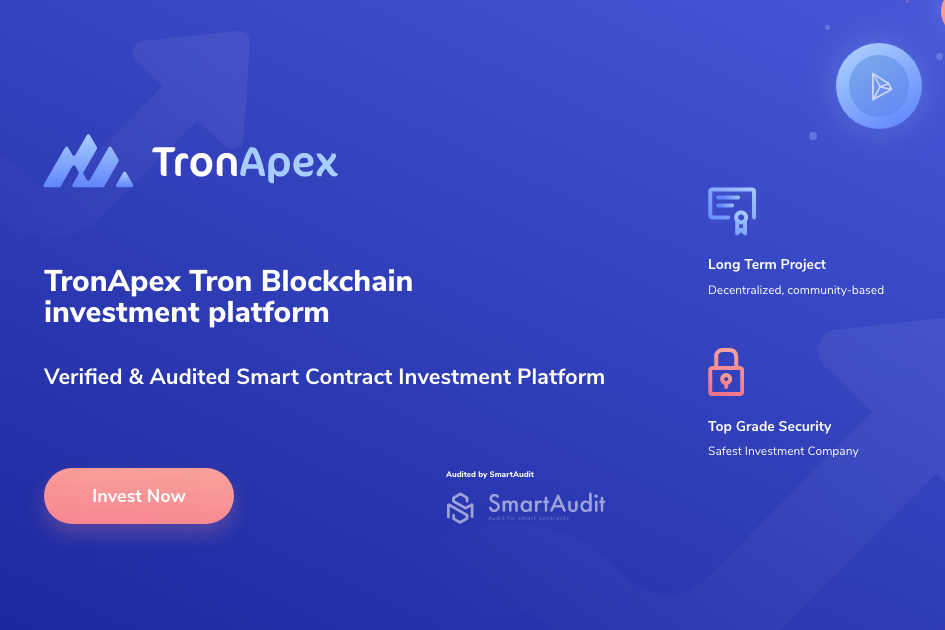 TronApex
TronApex Tron Blockchain
investment platform
Verified & Audited Smart Contract Investment Platform
Invest Now
Audited by SmartAudit
SmartAudit
Audit for smart contracts
Long Term Project
Decentralized, community-based
Top Grade Security
Safest Investment Company